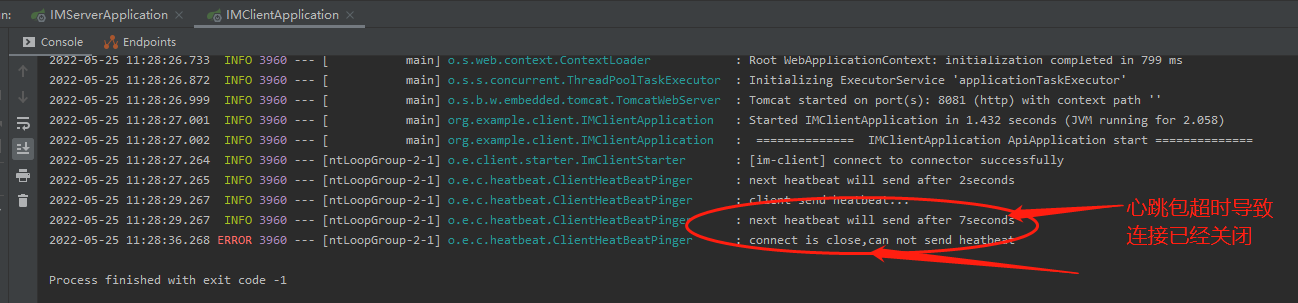 n: IMServerApplication × IMClientApplication ×
Console Endpoints
2022-05-25 11:28:26.733 INFO 3960 --- [ main] o.s.web.context.ContextLoader : Root WebApplicationContext: initialization completed in 799 ms
2022-05-25 11:28:26.872 INFO 3960 --- [ main] o.s.s.concurrent.ThreadPoolTaskExecutor : Initializing ExecutorService 'applicationTaskExecutor'
2022-05-25 11:28:26.999 INFO 3960 --- [ main] o.s.b.w.embedded.tomcat.TomcatWebServer : Tomcat started on port(s): 8081 (http) with context path ''
2022-05-25 11:28:27.001 INFO 3960 --- [ main] org.example.client.IMClientApplication : Started IMClientApplication in 1.432 seconds (JVM running for 2.058)
2022-05-25 11:28:27.002 INFO 3960 --- [ main] org.example.client.IMClientApplication : ============== IMClientApplication ApiApplication start ==============
2022-05-25 11:28:27.264 INFO 3960 --- [ntLoopGroup-2-1] o.e.client.starter.ImClientStarter : [im-client] connect to connector successfully
2022-05-25 11:28:27.265 INFO 3960 --- [ntLoopGroup-2-1] o.e.c.heatbeat.ClientHeatBeatPinger : next heatbeat will send after 2seconds
2022-05-25 11:28:29.267 INFO 3960 --- [ntLoopGroup-2-1] o.e.c.heatbeat.ClientHeatBeatPinger : client send heatbeat...
2022-05-25 11:28:29.267 INFO 3960 --- [ntLoopGroup-2-1] o.e.c.heatbeat.ClientHeatBeatPinger : next heatbeat will send after 7seconds
2022-05-25 11:28:36.268 ERROR 3960 --- [ntLoopGroup-2-1] o.e.c.heatbeat.ClientHeatBeatPinger : connect is close,can not send heatbeat
心跳包超时导致
连接已经关闭
Process finished with exit code -1